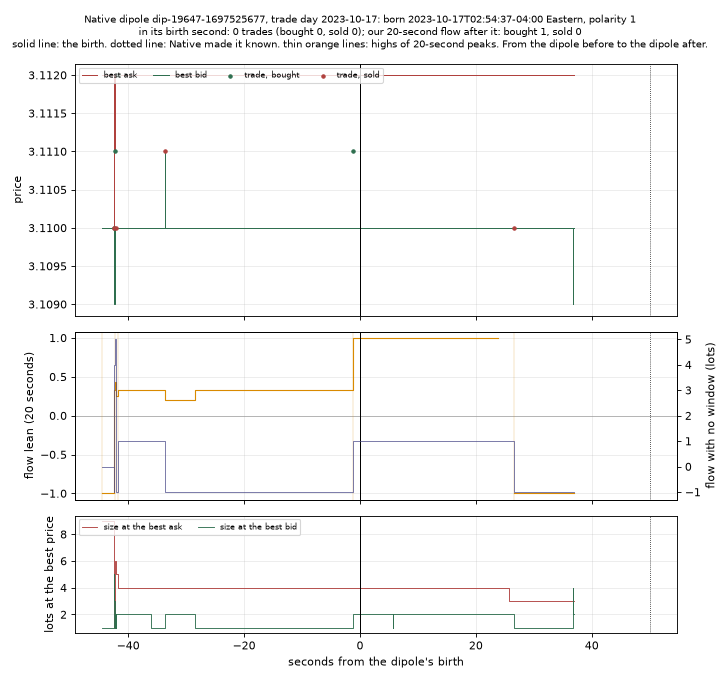 Native dipole dip-19647-1697525677, trade day 2023-10-17: born 2023-10-17T02:54:37-04:00 Eastern, polarity 1
in its birth second: 0 trades (bought 0, sold 0); our 20-second flow after it: bought 1, sold 0
solid line: the birth. dotted line: Native made it known. thin orange lines: highs of 20-second peaks. From the dipole before to the dipole after.
best ask best bid trade, bought trade, sold
3.1120
3.1115
3.1110
3.1105
3.1100
3.1095
3.1090
price
1.0
0.5
0.0
−0.5
−1.0
flow lean (20 seconds)
5
4
3
2
1
0
−1
flow with no window (lots)
size at the best ask size at the best bid
8
6
4
2
lots at the best price
−40 −20 0 20 40
seconds from the dipole's birth